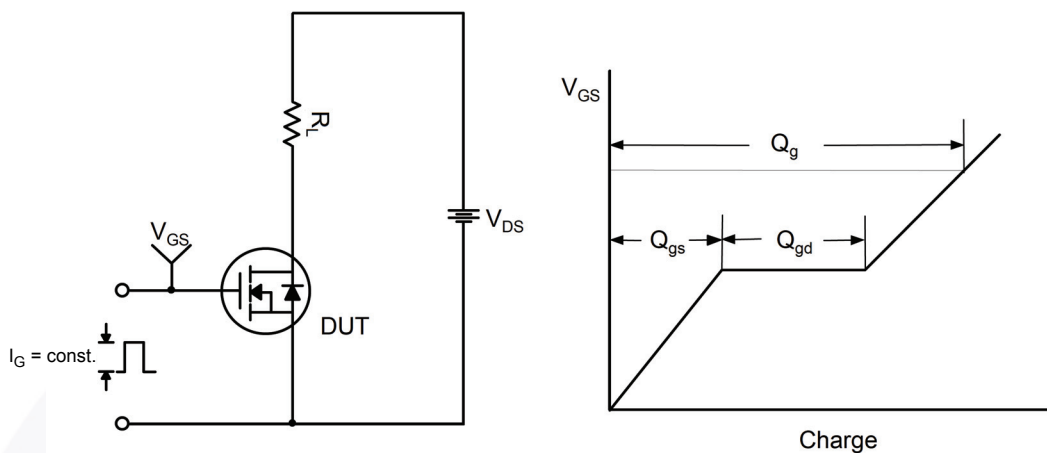 R_L
V_DS
V_GS
DUT
I_G = const.
V_GS
Q_g
Q_gs
Q_gd
Charge